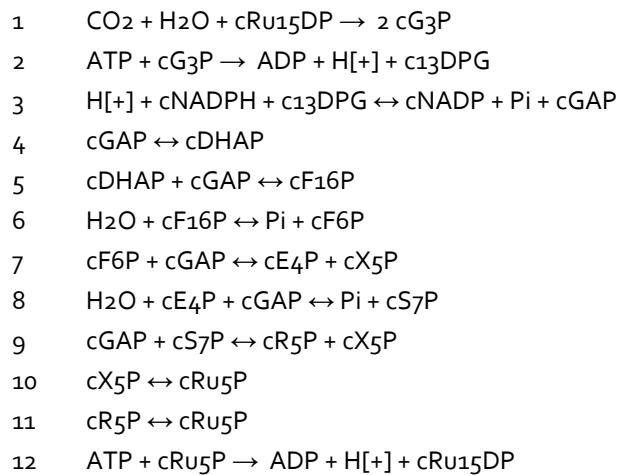 1 CO2 + H2O + cRu15DP → 2 cG3P
2 ATP + cG3P → ADP + H[+] + c13DPG
3 H[+] + cNADPH + c13DPG ↔ cNADP + Pi + cGAP
4 cGAP ↔ cDHAP
5 cDHAP + cGAP ↔ cF16P
6 H2O + cF16P ↔ Pi + cF6P
7 cF6P + cGAP ↔ cE4P + cX5P
8 H2O + cE4P + cGAP ↔ Pi + cS7P
9 cGAP + cS7P ↔ cR5P + cX5P
10 cX5P ↔ cRu5P
11 cR5P ↔ cRu5P
12 ATP + cRu5P → ADP + H[+] + cRu15DP